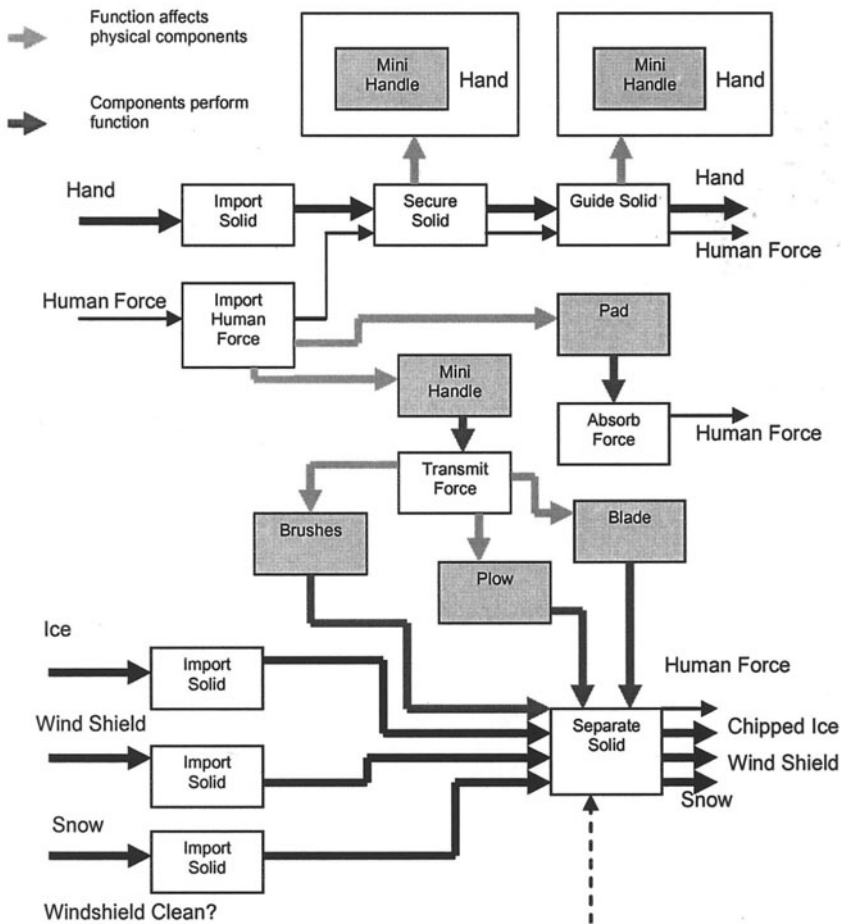 Function affects
physical components
Components perform
function
Mini
Handle
Hand
Mini
Handle
Hand
Hand
Import
Solid
Secure
Solid
Guide Solid
Hand
Human Force
Human Force
Import
Human
Force
Pad
Mini
Handle
Absorb
Force
Human Force
Transmit
Force
Brushes
Blade
Plow
Ice
Import
Solid
Human Force
Wind Shield
Separate
Solid
Chipped Ice
Import
Solid
Wind Shield
Snow
Snow
Import
Solid
Windshield Clean?